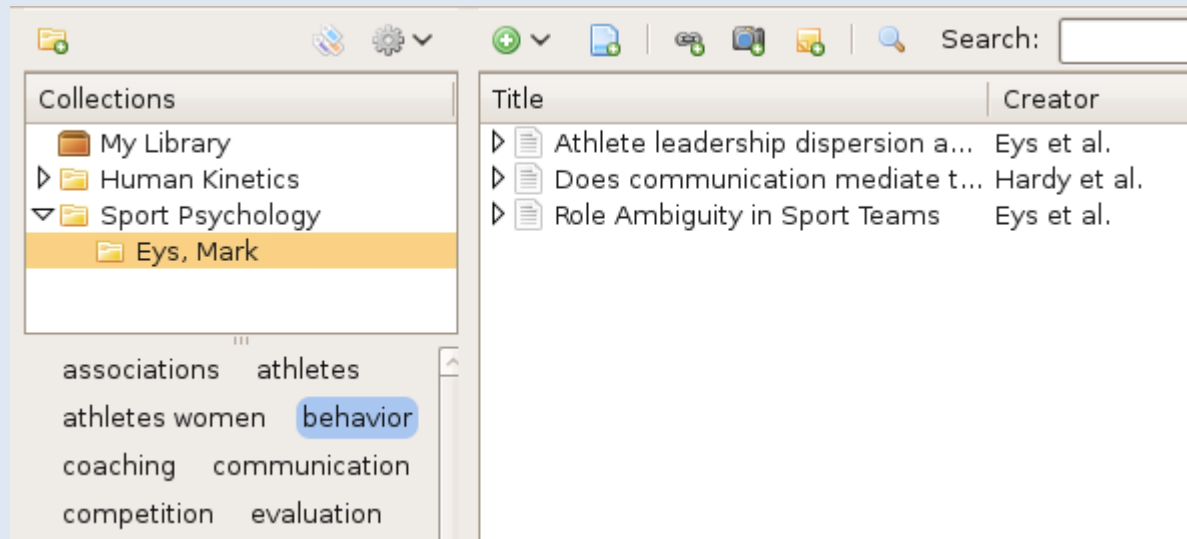 Search:
Collections
Title Creator
My Library
Human Kinetics
Sport Psychology
Eys, Mark
Athlete leadership dispersion a... Eys et al.
Does communication mediate t... Hardy et al.
Role Ambiguity in Sport Teams Eys et al.
associations athletes
athletes women behavior
coaching communication
competition evaluation